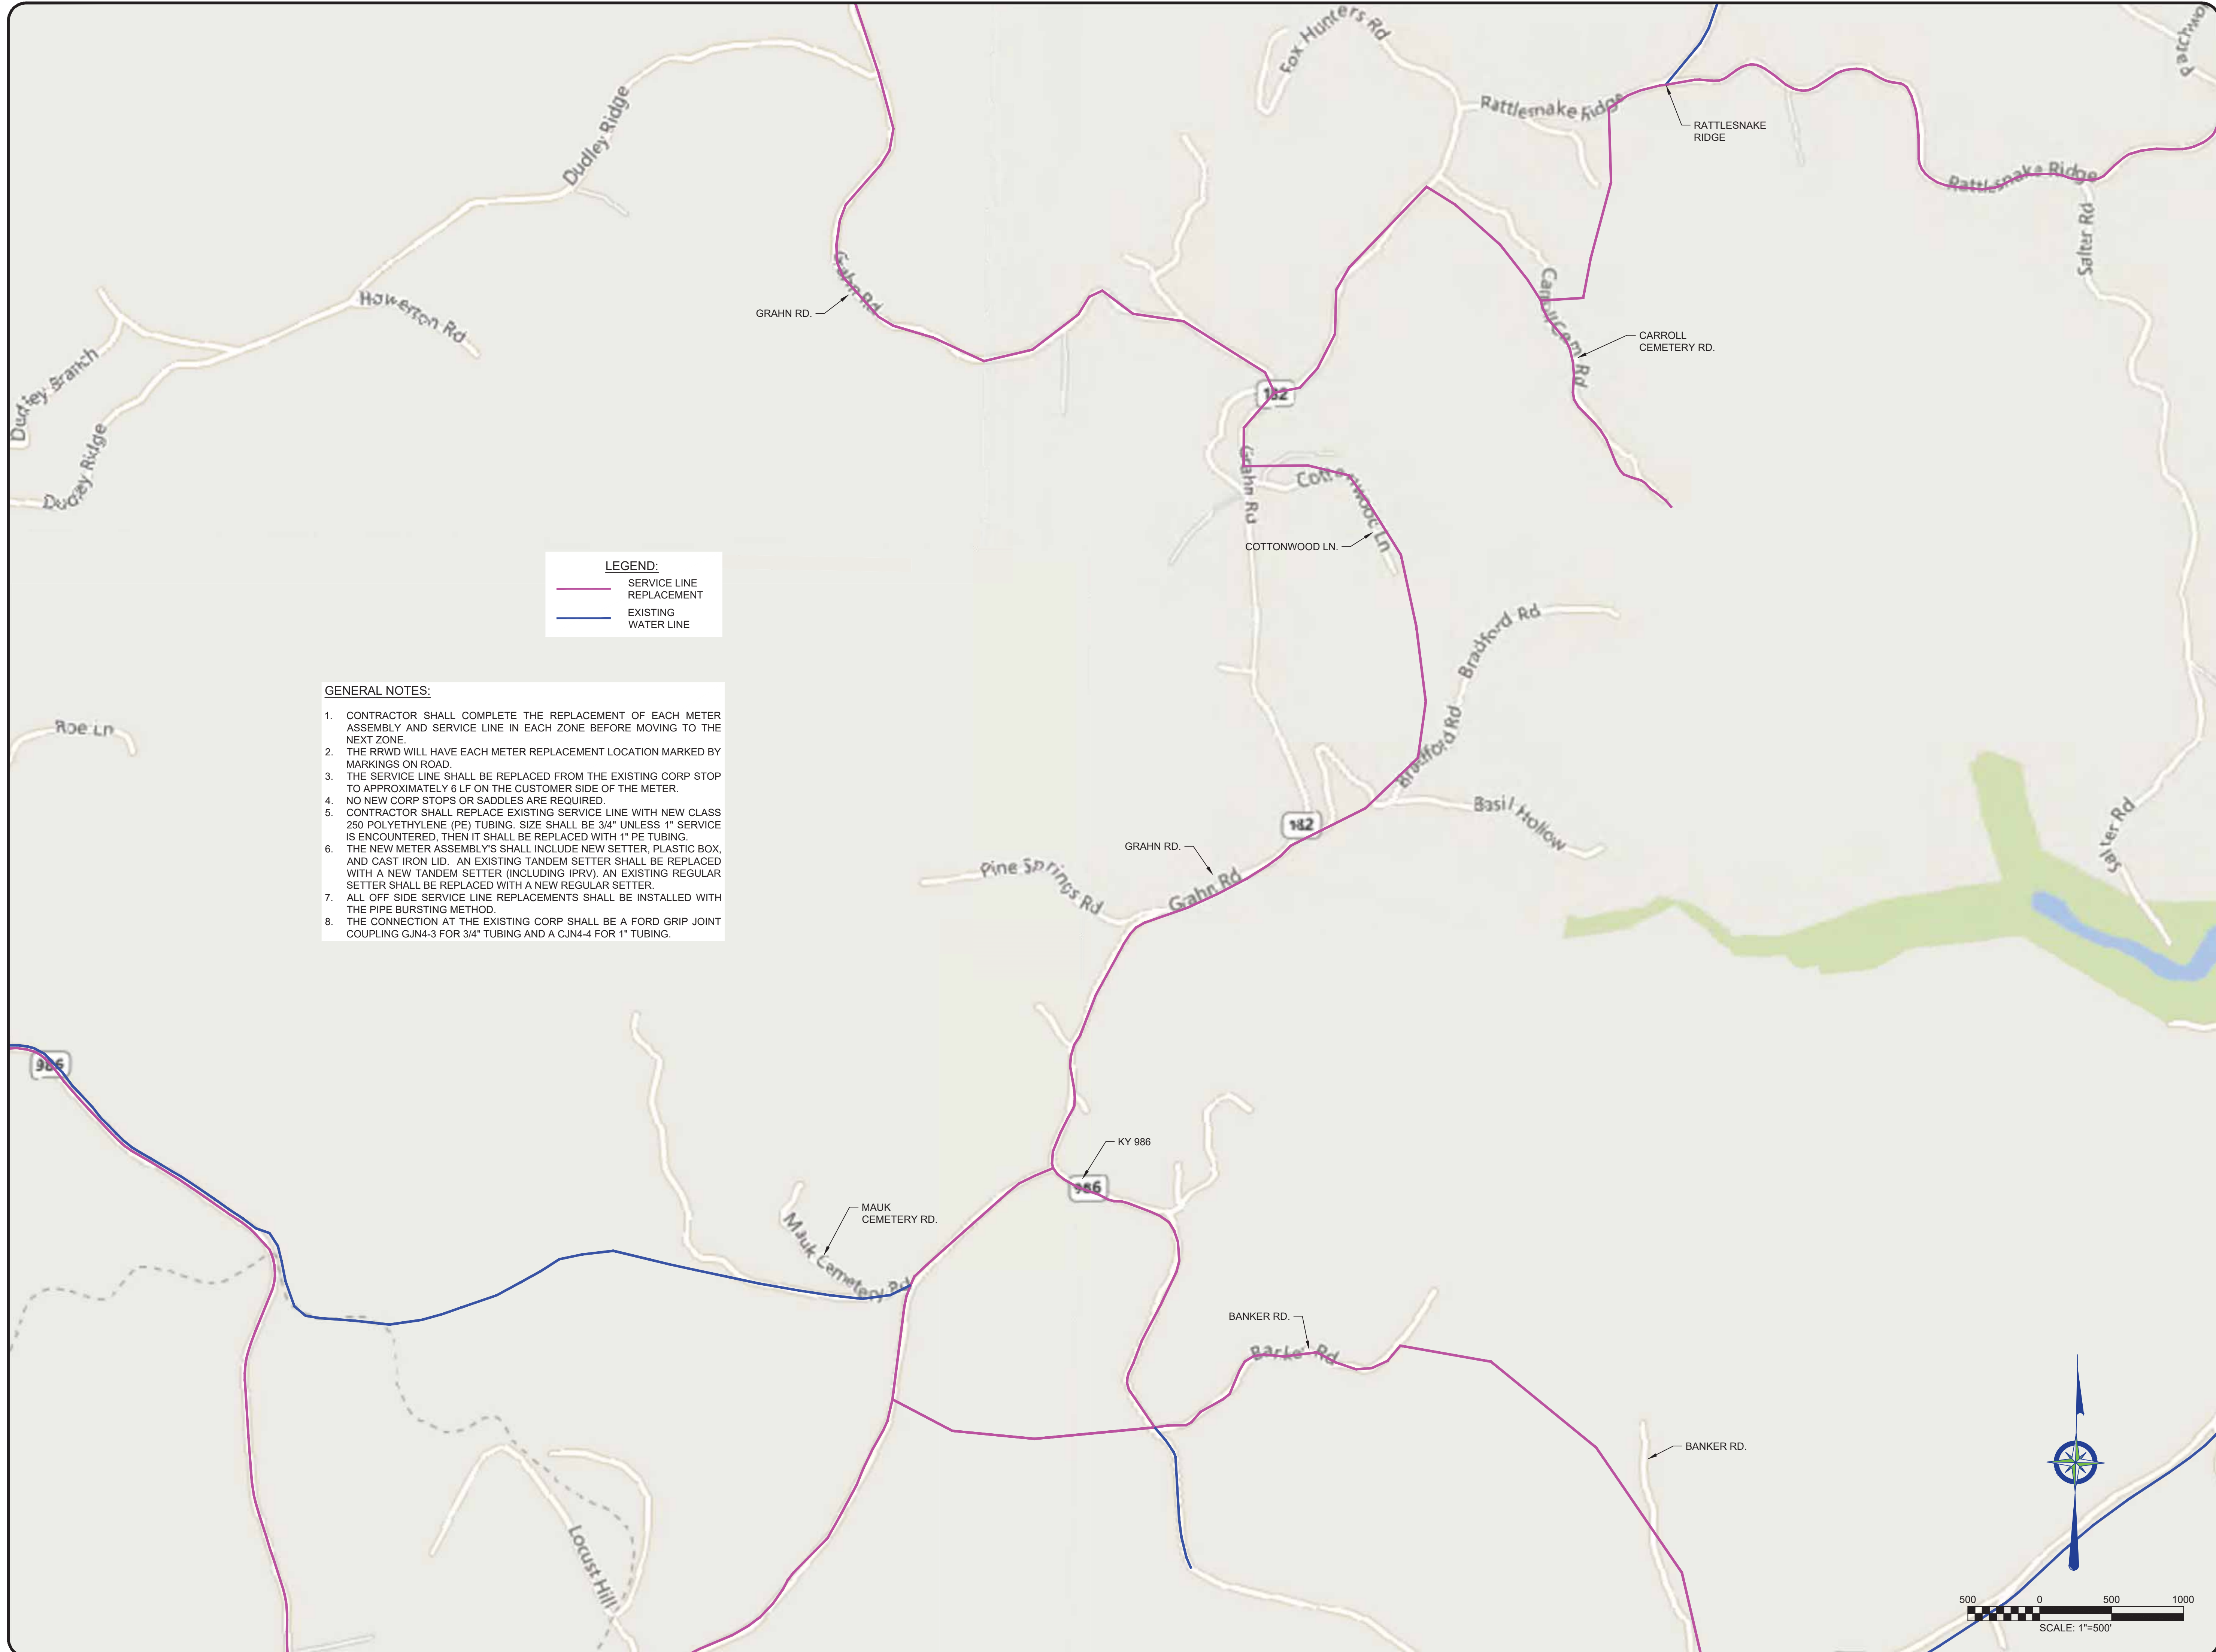 Fox Hunters Rd
Rattlesnake Ridge
RATTLESNAKE
RIDGE
Dudley Ridge
Rattlesnake Ridge
Salter Rd
Howerton Rd
Grahn Rd
GRAHN RD.
Dudley Branch
Dudley Ridge
CARROLL
CEMETERY RD.
182
Grahn Rd
Cottonwood Ln
COTTONWOOD LN.
LEGEND:
SERVICE LINE
REPLACEMENT
EXISTING
WATER LINE
Bradford Rd
Bradford Rd
Roe Ln
GENERAL NOTES:
1. CONTRACTOR SHALL COMPLETE THE REPLACEMENT OF EACH METER
ASSEMBLY AND SERVICE LINE IN EACH ZONE BEFORE MOVING TO THE
NEXT ZONE.
2. THE RRWD WILL HAVE EACH METER REPLACEMENT LOCATION MARKED BY
MARKINGS ON ROAD.
3. THE SERVICE LINE SHALL BE REPLACED FROM THE EXISTING CORP STOP
TO APPROXIMATELY 6 LF ON THE CUSTOMER SIDE OF THE METER.
4. NO NEW CORP STOPS OR SADDLES ARE REQUIRED.
5. CONTRACTOR SHALL REPLACE EXISTING SERVICE LINE WITH NEW CLASS
250 POLYETHYLENE (PE) TUBING. SIZE SHALL BE 3/4" UNLESS 1" SERVICE
IS ENCOUNTERED, THEN IT SHALL BE REPLACED WITH 1" PE TUBING.
6. THE NEW METER ASSEMBLY'S SHALL INCLUDE NEW SETTER, PLASTIC BOX,
AND CAST IRON LID. AN EXISTING TANDEM SETTER SHALL BE REPLACED
WITH A NEW TANDEM SETTER (INCLUDING IPRV). AN EXISTING REGULAR
SETTER SHALL BE REPLACED WITH A NEW REGULAR SETTER.
7. ALL OFF SIDE SERVICE LINE REPLACEMENTS SHALL BE INSTALLED WITH
THE PIPE BURSTING METHOD.
8. THE CONNECTION AT THE EXISTING CORP SHALL BE A FORD GRIP JOINT
COUPLING GJN4-3 FOR 3/4" TUBING AND A CJN4-4 FOR 1" TUBING.
Basil Hollow
182
Salter Rd
GRAHN RD.
Pine Springs Rd
Grahn Rd
986
KY 986
986
MAUK
CEMETERY RD.
Mauk Cemetery Rd
BANKER RD.
Barker Rd
BANKER RD.
Locust Hill
500 0 500 1000
SCALE: 1"=500'